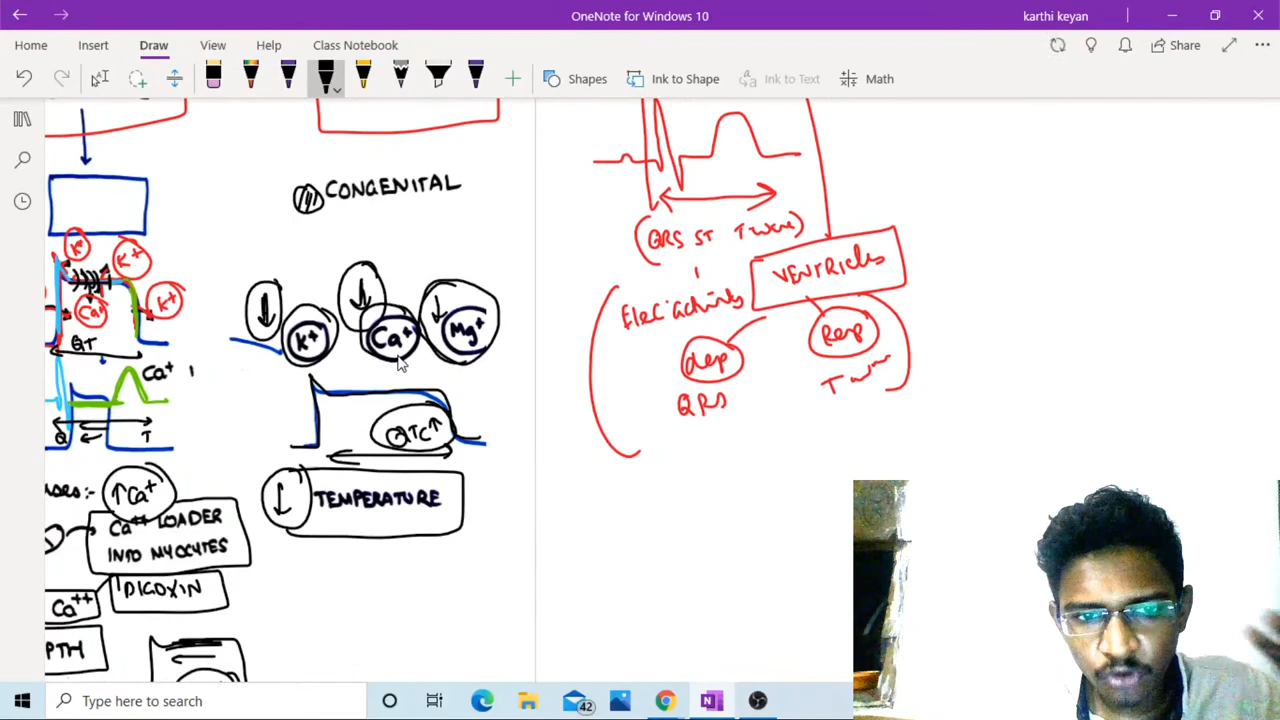 OneNote for Windows 10
karthi keyan
Home Insert Draw View Help Class Notebook
Share
Shapes
Ink to Shape
Ink to Text
Math
CONGENITAL
K+
K+
K+
Ca+
QT
Ca+
Q T
↓ ↓ ↓
K+ Ca+ Mg+
QTC↑
↓ TEMPERATURE
↑Ca+
Ca++ LOADER
INTO MYOCYTES
DIGOXIN
Ca++
PTH
(QRS ST T wave)
VENTRICLES
Elec activity
dep
Rep
QRS
T wave
Type here to search
42